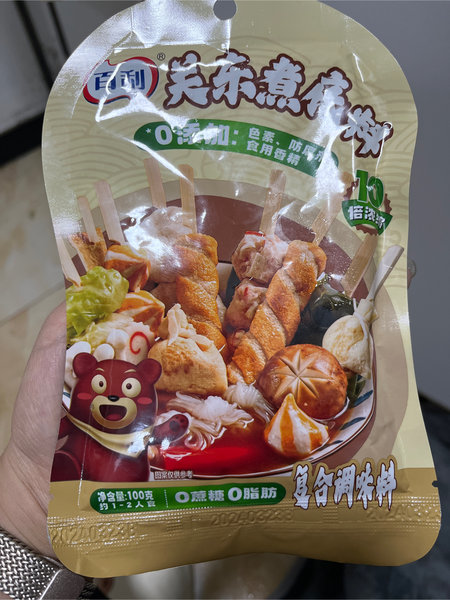 百利®
关东煮底料
*0添加:色素、防腐剂
食用香精
10
倍浓缩
图案仅供参考
净含量:100克
约1-2人食
0蔗糖 0脂肪
复合调味料